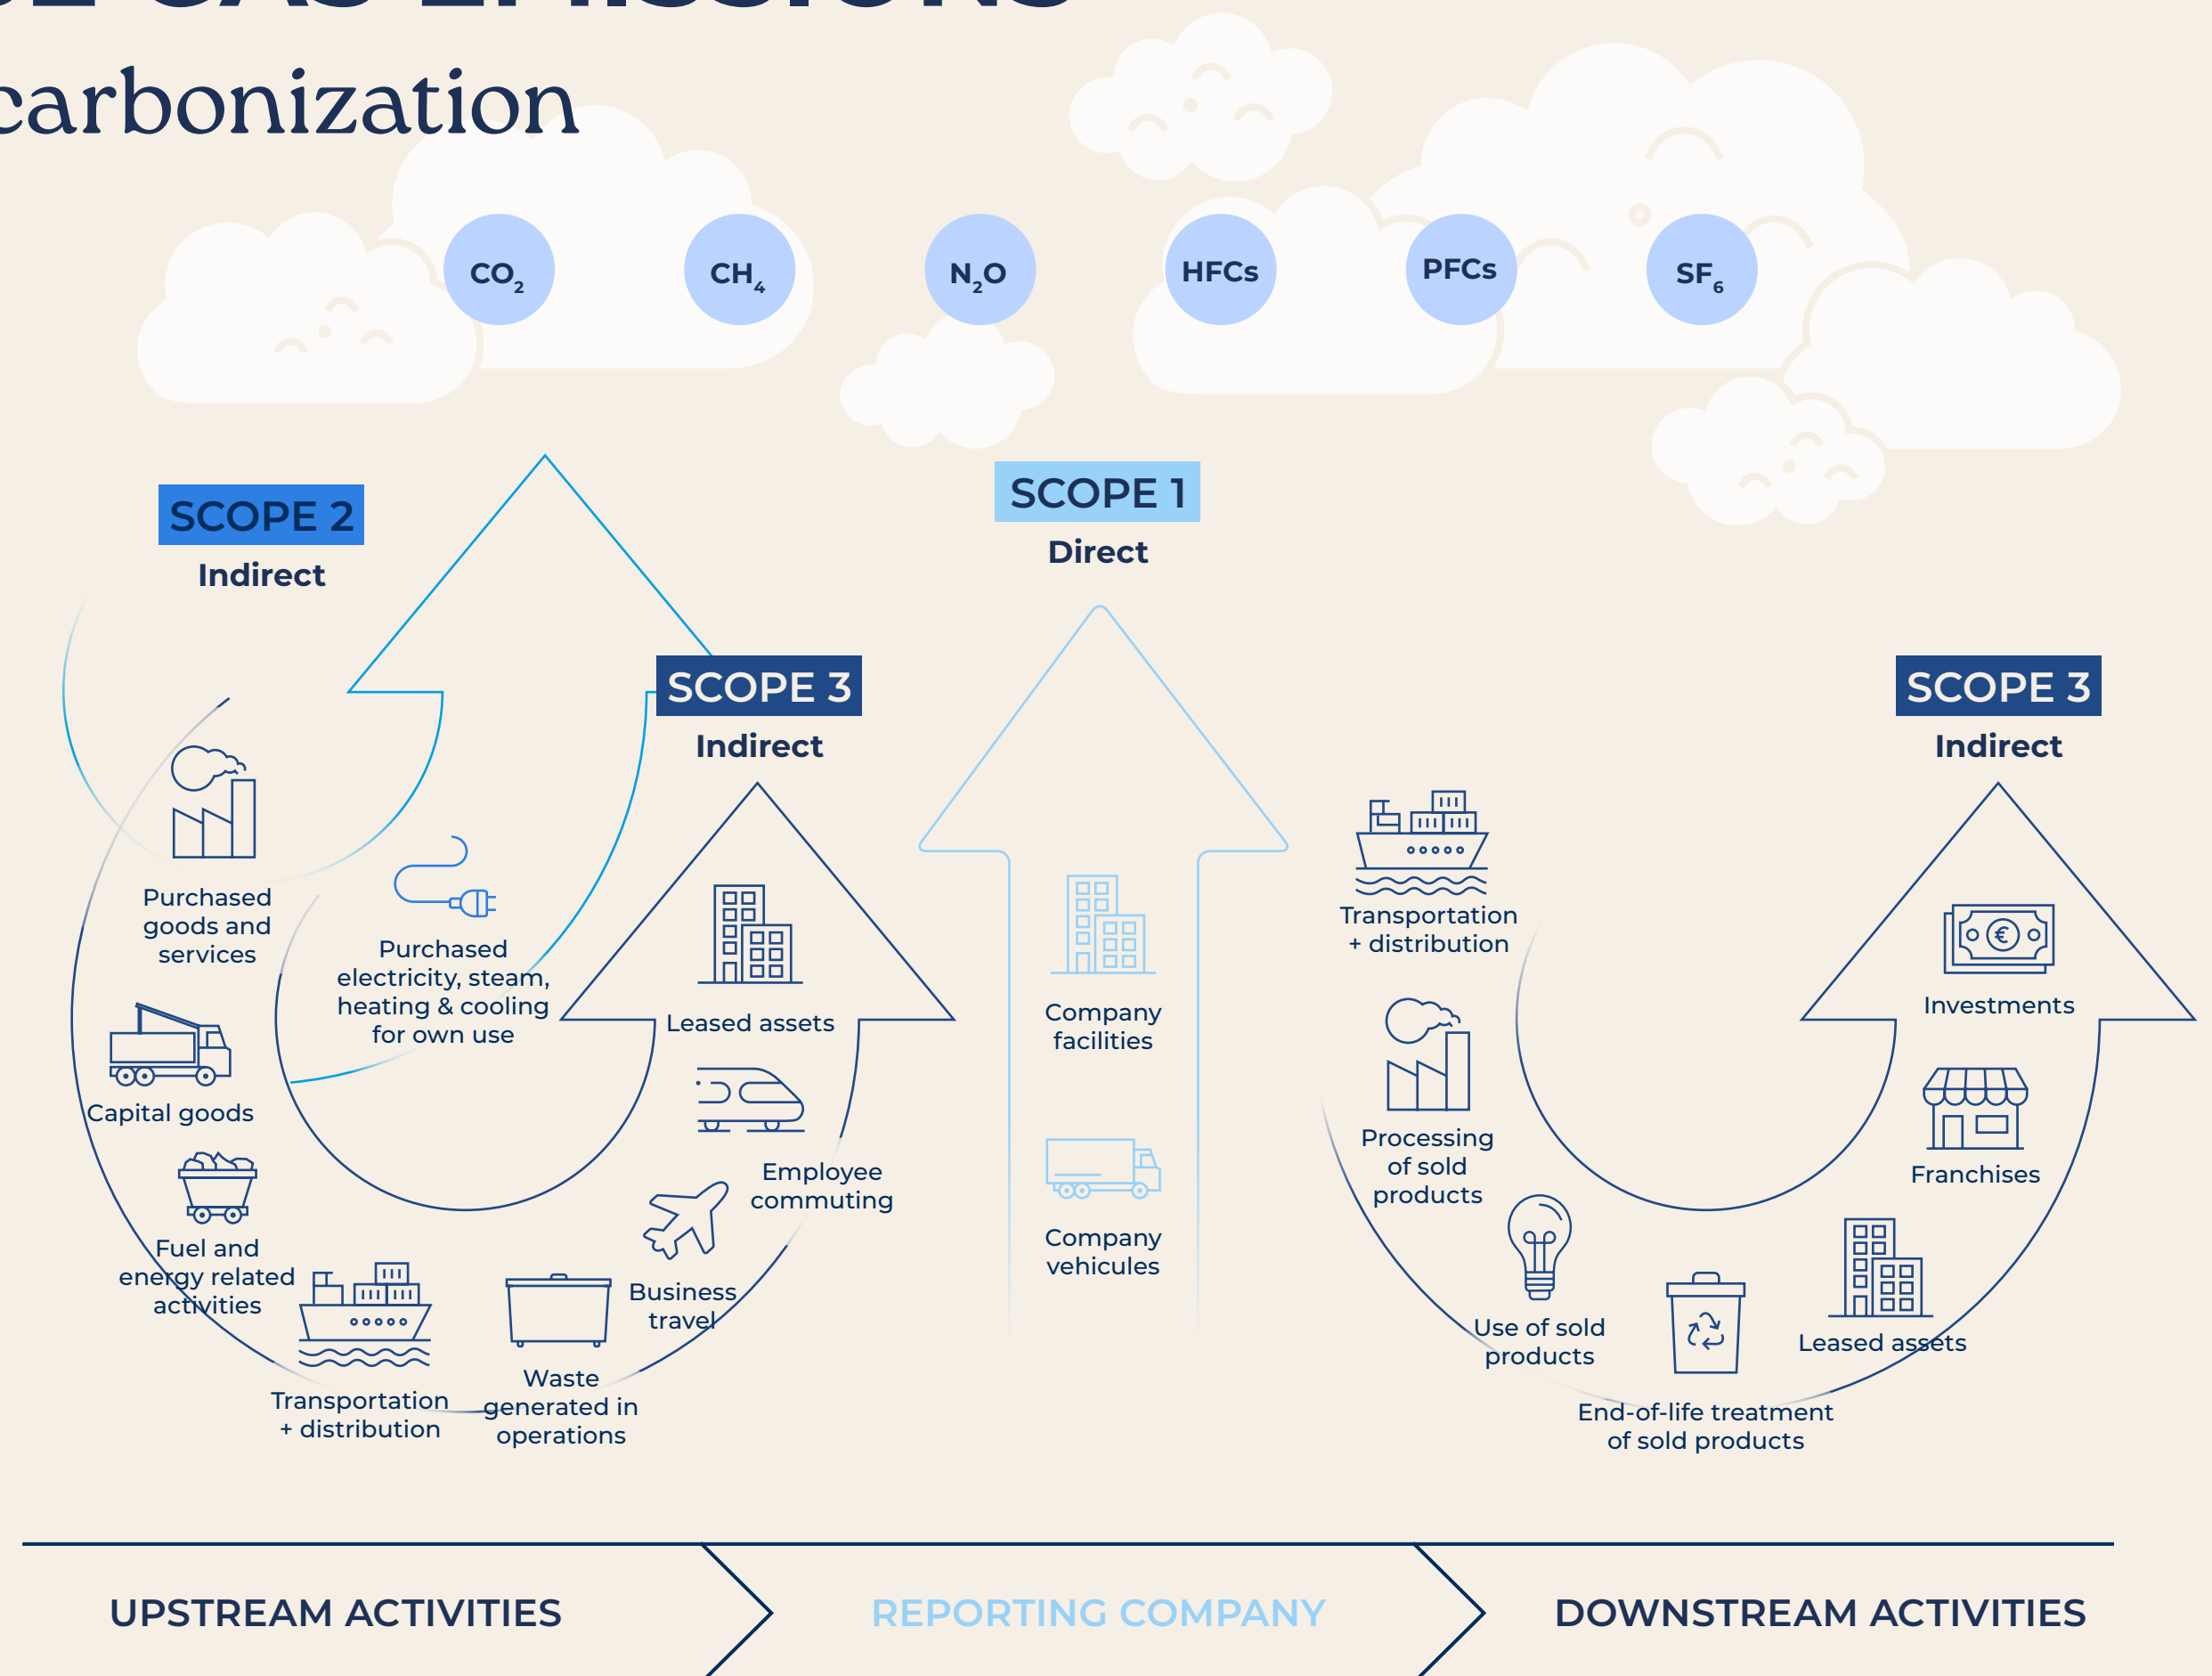 GAS EMISSIONS
carbonization
CO2
CH4
N2O
HFCs
PFCs
SF6
SCOPE 2
Indirect
SCOPE 1
Direct
SCOPE 3
Indirect
SCOPE 3
Indirect
Purchased
goods and
services
Capital goods
Fuel and
energy related
activities
Transportation
+ distribution
Waste
generated in
operations
Business
travel
Employee
commuting
Leased assets
Purchased
electricity, steam,
heating & cooling
for own use
Company
facilities
Company
vehicules
Transportation
+ distribution
Processing
of sold
products
Use of sold
products
End-of-life treatment
of sold products
Leased assets
Franchises
€
Investments
UPSTREAM ACTIVITIES
REPORTING COMPANY
DOWNSTREAM ACTIVITIES